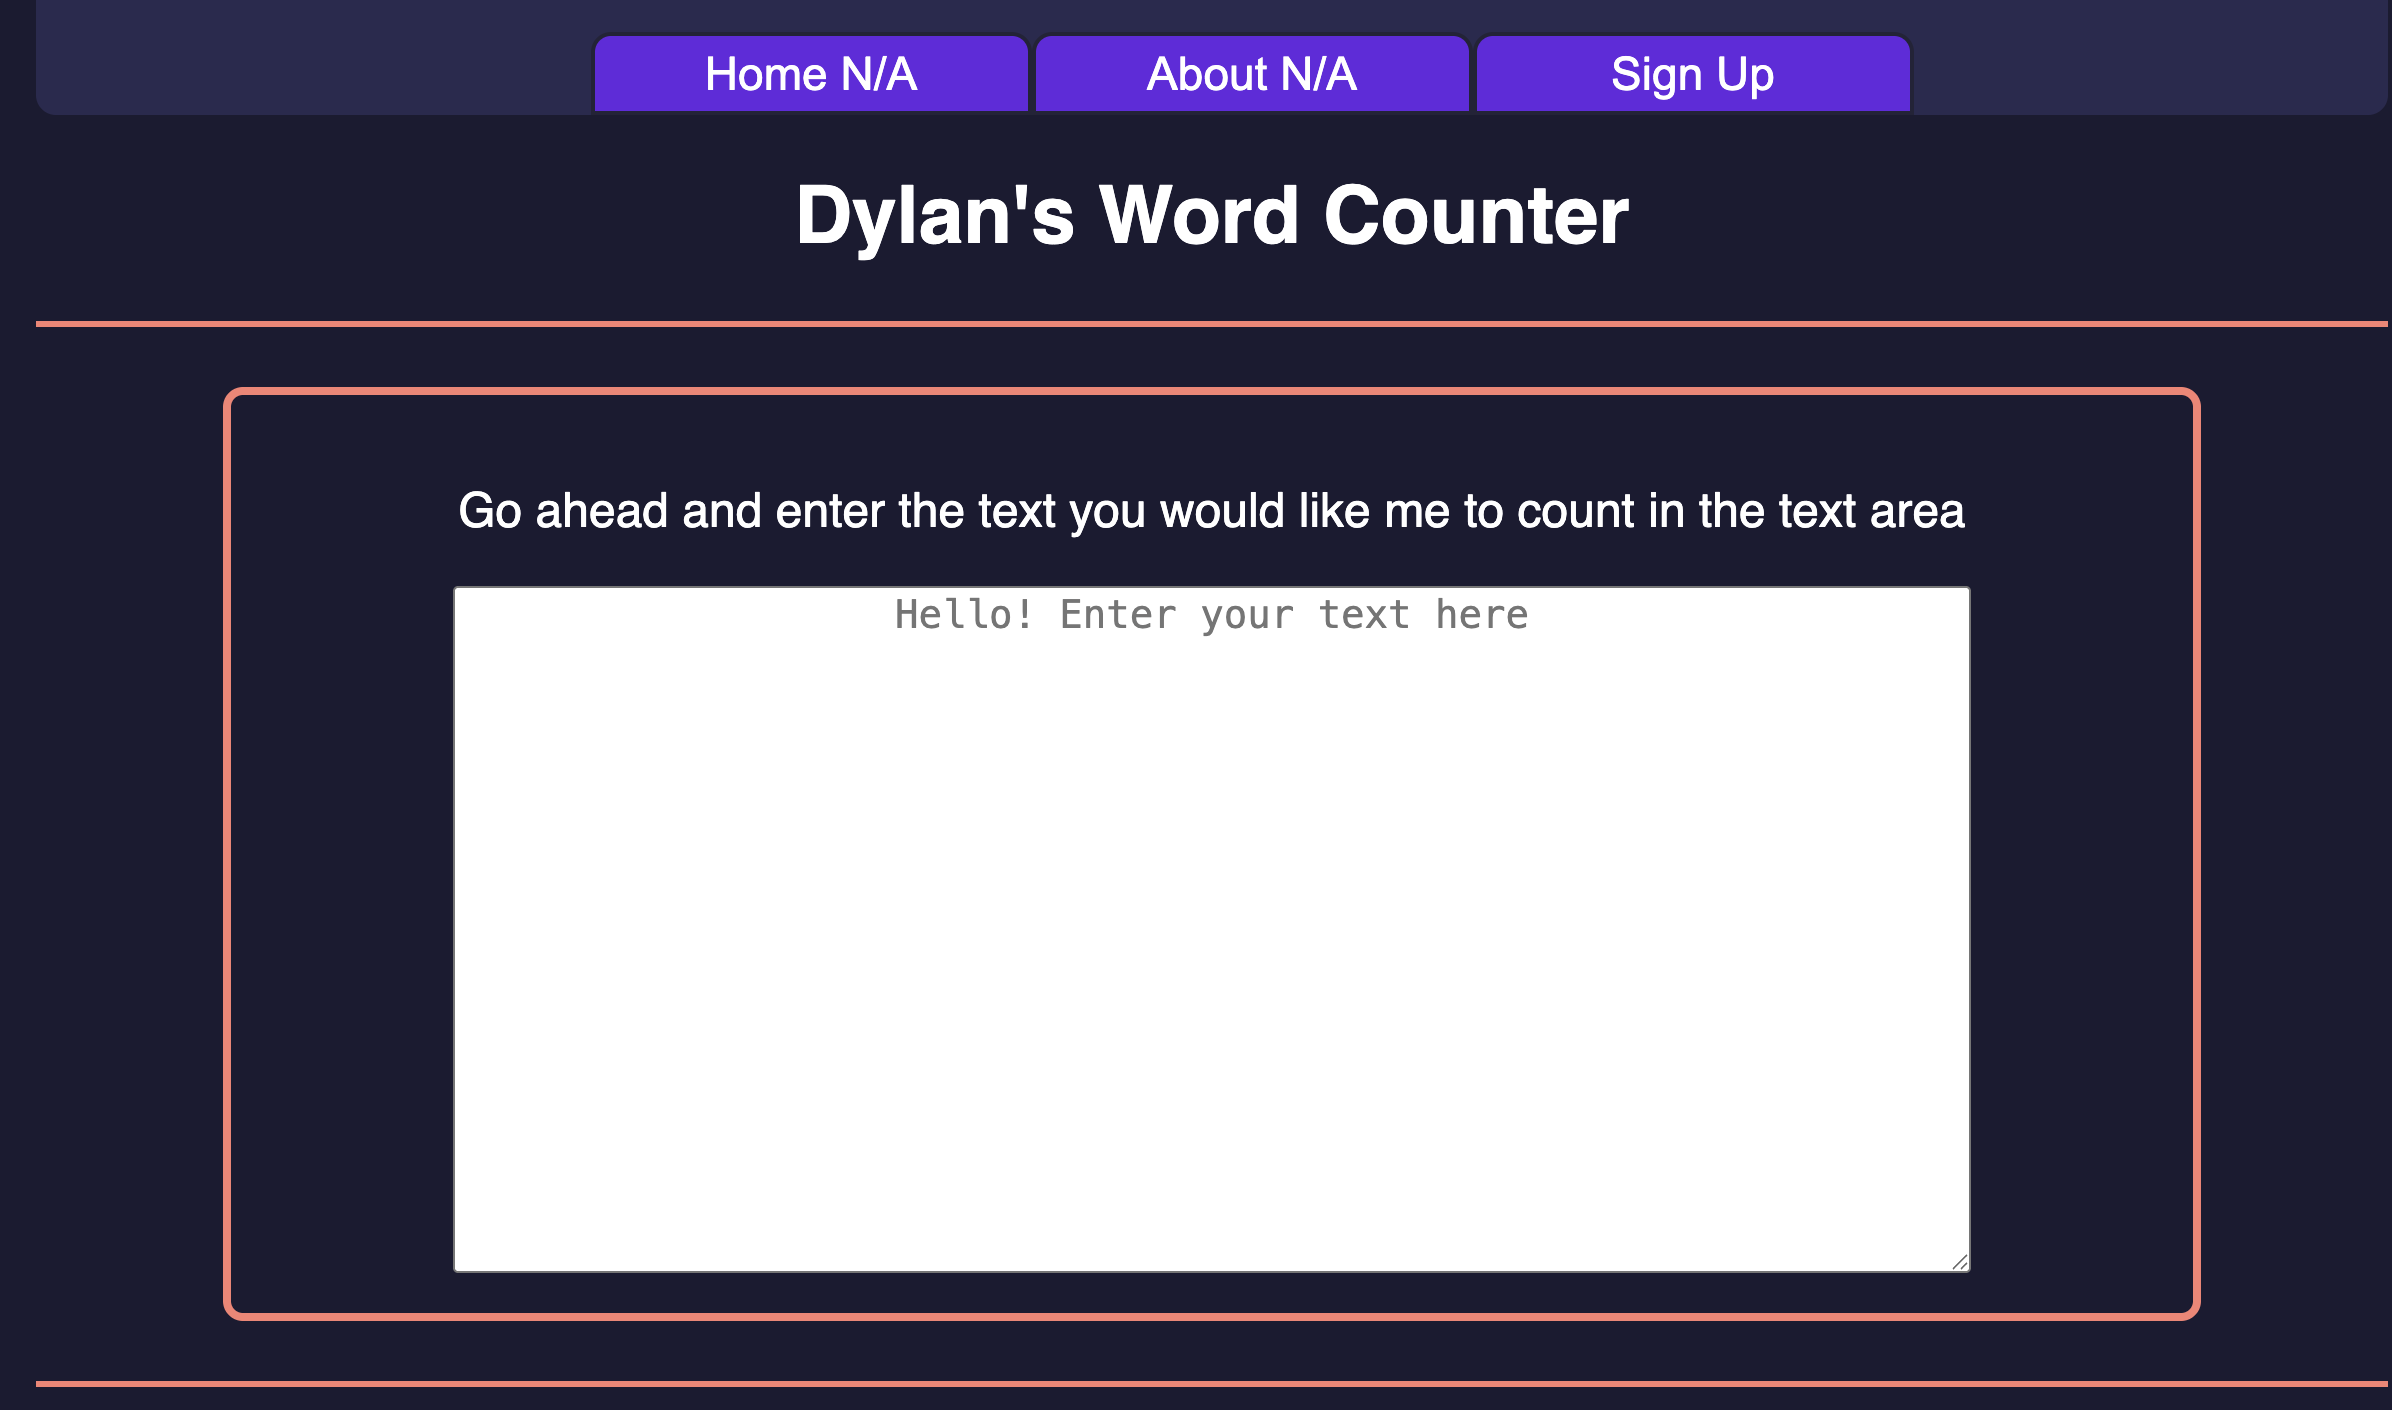 Home N/A About N/A Sign Up
Dylan's Word Counter
Go ahead and enter the text you would like me to count in the text area
Hello! Enter your text here